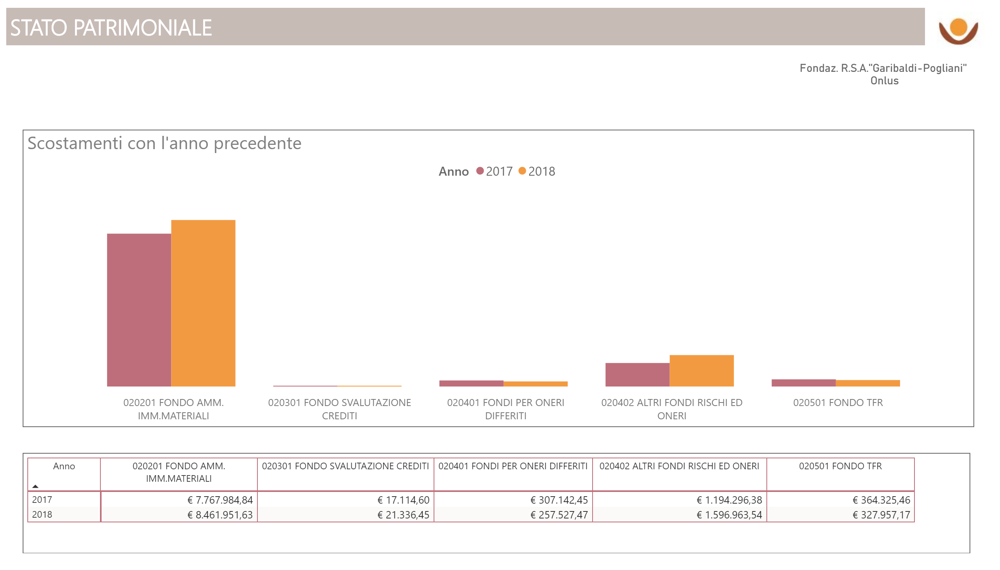 STATO PATRIMONIALE
Fondaz. R.S.A."Garibaldi-Pogliani"
Onlus
Scostamenti con l'anno precedente
Anno 2017 2018
020201 FONDO AMM.
IMM.MATERIALI
020301 FONDO SVALUTAZIONE
CREDITI
020401 FONDI PER ONERI
DIFFERITI
020402 ALTRI FONDI RISCHI ED
ONERI
020501 FONDO TFR
Anno 020201 FONDO AMM. 020301 FONDO SVALUTAZIONE CREDITI 020401 FONDI PER ONERI DIFFERITI 020402 ALTRI FONDI RISCHI ED ONERI 020501 FONDO TFR
IMM.MATERIALI
2017 € 7.767.984,84 € 17.114,60 € 307.142,45 € 1.194.296,38 € 364.325,46
2018 € 8.461.951,63 € 21.336,45 € 257.527,47 € 1.596.963,54 € 327.957,17